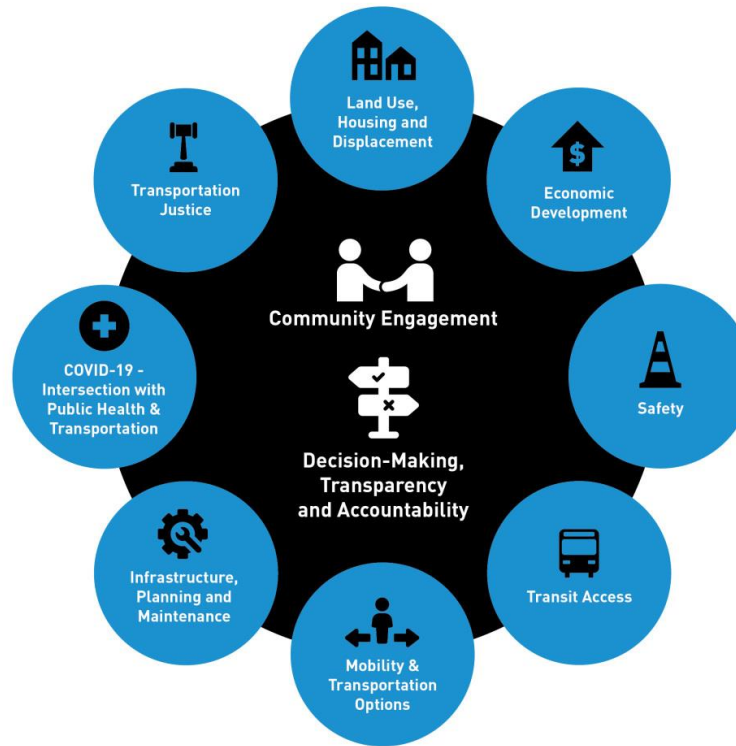 Land Use,
Housing and
Displacement
$
Economic
Development
Safety
Transit Access
Mobility &
Transportation
Options
Infrastructure,
Planning and
Maintenance
COVID-19 -
Intersection with
Public Health &
Transportation
Transportation
Justice
Community Engagement
Decision-Making,
Transparency
and Accountability